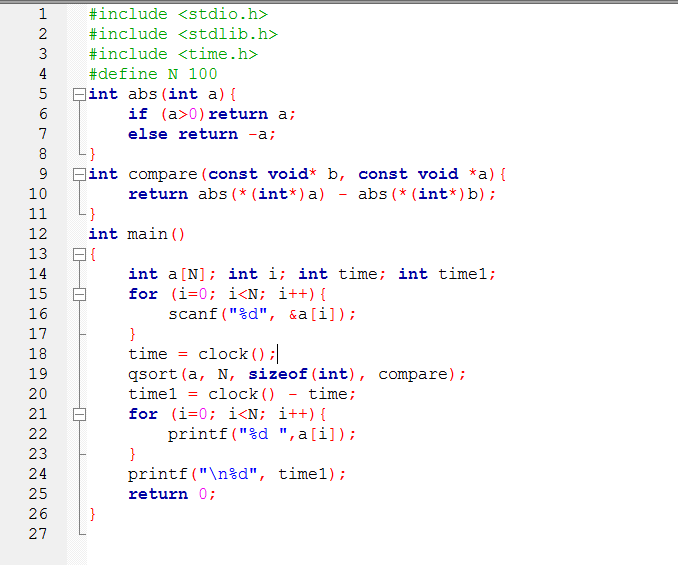 1 #include <stdio.h>
2 #include <stdlib.h>
3 #include <time.h>
4 #define N 100
5 int abs(int a){
6     if (a>0)return a;
7     else return -a;
8 }
9 int compare(const void* b, const void *a){
10     return abs(*(int*)a) - abs(*(int*)b);
11 }
12 int main()
13 {
14     int a[N]; int i; int time; int time1;
15     for (i=0; i<N; i++){
16         scanf("%d", &a[i]);
17     }
18     time = clock();
19     qsort(a, N, sizeof(int), compare);
20     time1 = clock() - time;
21     for (i=0; i<N; i++){
22         printf("%d ",a[i]);
23     }
24     printf("\n%d", time1);
25     return 0;
26 }
27